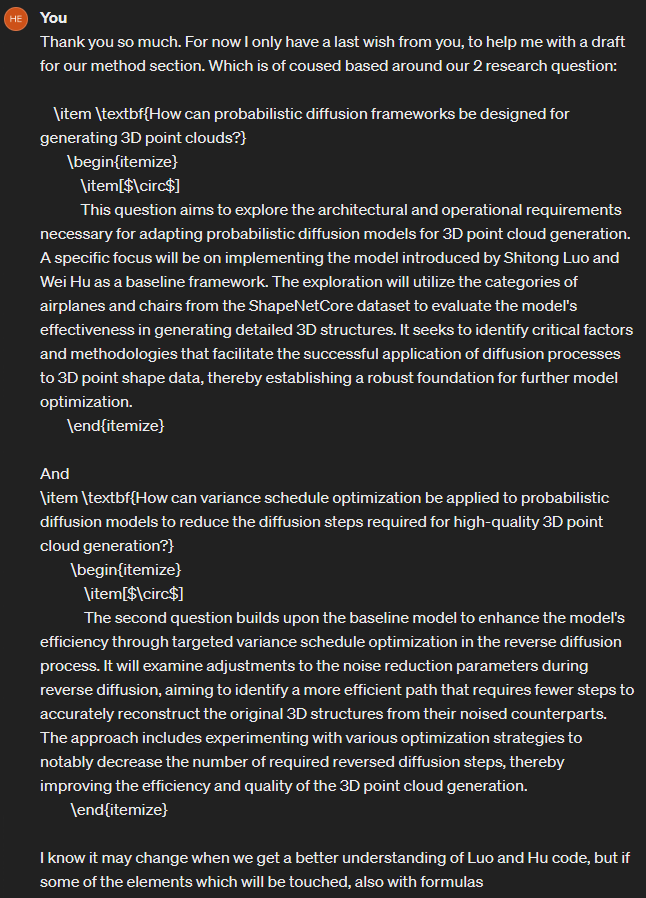 HE
You
Thank you so much. For now I only have a last wish from you, to help me with a draft
for our method section. Which is of coused based around our 2 research question:
\item \textbf{How can probabilistic diffusion frameworks be designed for
generating 3D point clouds?}
\begin{itemize}
\item[$\circ$]
This question aims to explore the architectural and operational requirements
necessary for adapting probabilistic diffusion models for 3D point cloud generation.
A specific focus will be on implementing the model introduced by Shitong Luo and
Wei Hu as a baseline framework. The exploration will utilize the categories of
airplanes and chairs from the ShapeNetCore dataset to evaluate the model's
effectiveness in generating detailed 3D structures. It seeks to identify critical factors
and methodologies that facilitate the successful application of diffusion processes
to 3D point shape data, thereby establishing a robust foundation for further model
optimization.
\end{itemize}
And
\item \textbf{How can variance schedule optimization be applied to probabilistic
diffusion models to reduce the diffusion steps required for high-quality 3D point
cloud generation?}
\begin{itemize}
\item[$\circ$]
The second question builds upon the baseline model to enhance the model's
efficiency through targeted variance schedule optimization in the reverse diffusion
process. It will examine adjustments to the noise reduction parameters during
reverse diffusion, aiming to identify a more efficient path that requires fewer steps to
accurately reconstruct the original 3D structures from their noised counterparts.
The approach includes experimenting with various optimization strategies to
notably decrease the number of required reversed diffusion steps, thereby
improving the efficiency and quality of the 3D point cloud generation.
\end{itemize}
I know it may change when we get a better understanding of Luo and Hu code, but if
some of the elements which will be touched, also with formulas